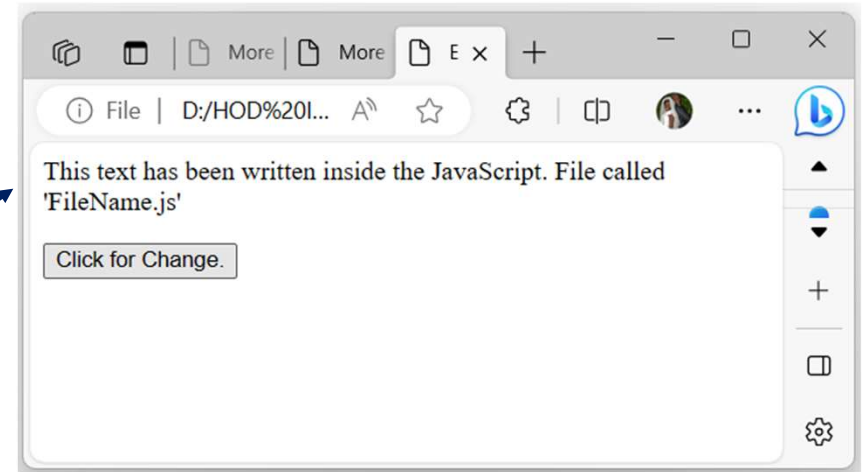 More More E
File D:/HOD%20I...
This text has been written inside the JavaScript. File called
'FileName.js'
Click for Change.